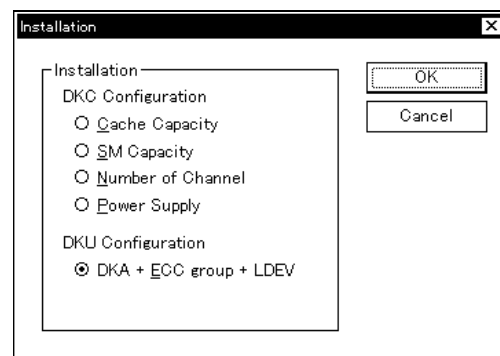 Installation
Installation
DKC Configuration
Cache Capacity
SM Capacity
Number of Channel
Power Supply
DKU Configuration
DKA + ECC group + LDEV
OK
Cancel